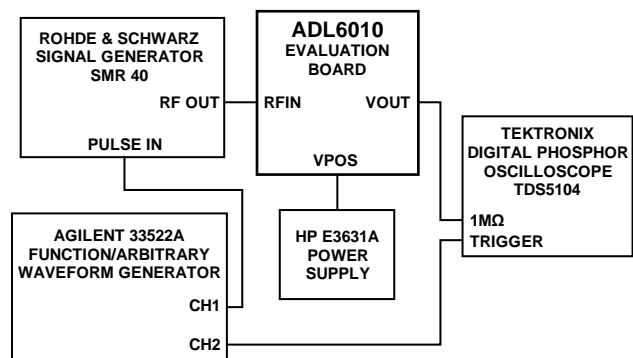 ROHDE & SCHWARZ
SIGNAL GENERATOR
SMR 40
RF OUT
PULSE IN
ADL6010
EVALUATION
BOARD
RFIN
VOUT
VPOS
TEKTRONIX
DIGITAL PHOSPHOR
OSCILLOSCOPE
TDS5104
1MΩ
TRIGGER
AGILENT 33522A
FUNCTION/ARBITRARY
WAVEFORM GENERATOR
CH1
CH2
HP E3631A
POWER
SUPPLY